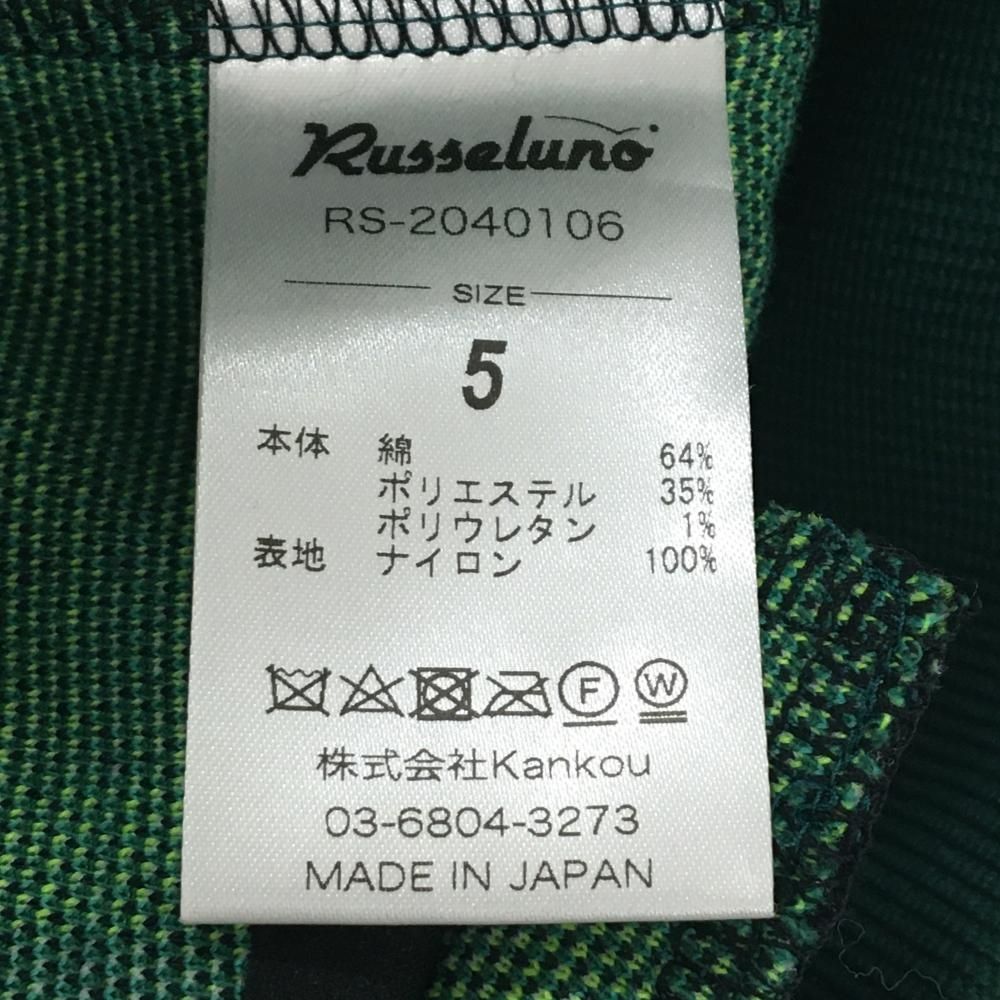 Russeluno
RS-2040106
SIZE
5
本体 綿 64%
ポリエステル 35%
ポリウレタン 1%
表地 ナイロン 100%
F W
株式会社Kankou
03-6804-3273
MADE IN JAPAN